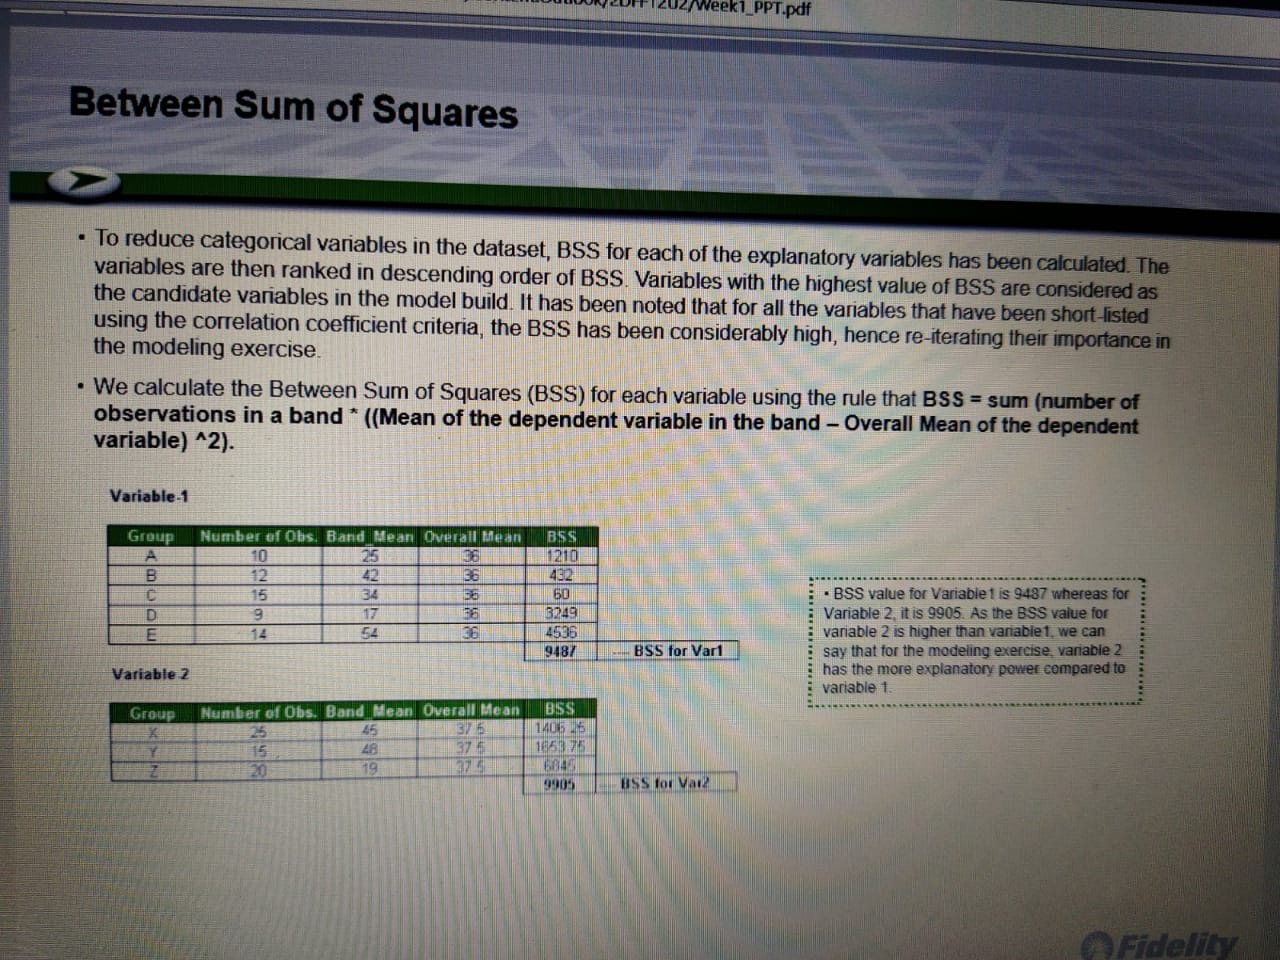 /Week1_PPT.pdf
Between Sum of Squares
• To reduce categorical variables in the dataset, BSS for each of the explanatory variables has been calculated. The
variables are then ranked in descending order of BSS. Variables with the highest value of BSS are considered as
the candidate variables in the model build. It has been noted that for all the variables that have been short-listed
using the correlation coefficient criteria, the BSS has been considerably high, hence re-iterating their importance in
the modeling exercise.
• We calculate the Between Sum of Squares (BSS) for each variable using the rule that BSS = sum (number of
observations in a band * ((Mean of the dependent variable in the band – Overall Mean of the dependent
variable) ^2).
Variable-1
Group Number of Obs. Band_Mean Overall Mean BSS
A 10 25 36 1210
B 12 42 36 432
C 15 34 36 60
D 9 17 36 3249
E 14 54 36 4536
9487 BSS for Var1
• BSS value for Variable1 is 9487 whereas for
Variable 2, it is 9905. As the BSS value for
variable 2 is higher than variable1, we can
say that for the modeling exercise, variable 2
has the more explanatory power compared to
variable 1.
Variable 2
Group Number of Obs. Band_Mean Overall Mean BSS
X 25 45 37.5 1406.25
Y 15 48 37.5 1653.75
Z 20 19 37.5 6845
9905 BSS for Var2
Fidelity